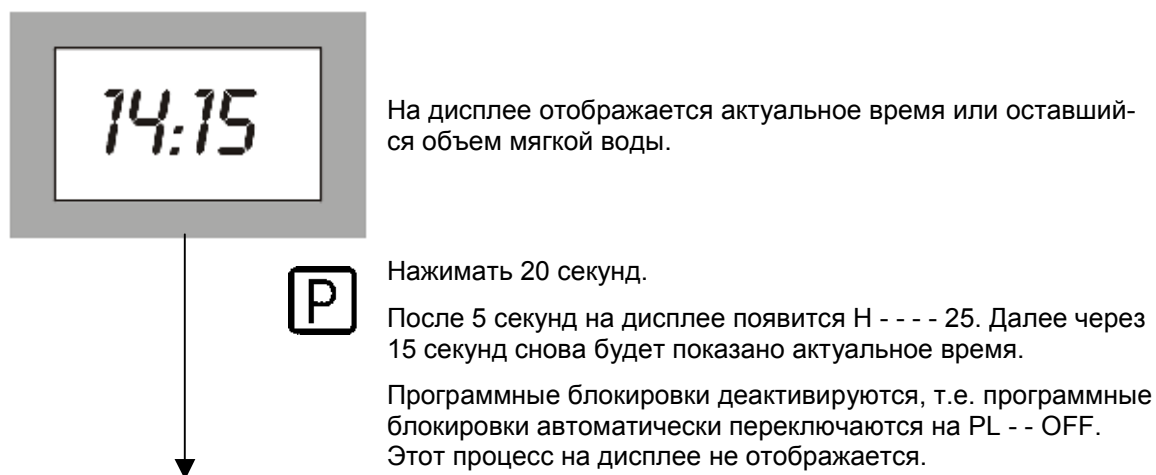 14:15
На дисплее отображается актуальное время или оставший-
ся объем мягкой воды.
P
Нажимать 20 секунд.
После 5 секунд на дисплее появится H - - - - 25. Далее через
15 секунд снова будет показано актуальное время.
Программные блокировки деактивируются, т.е. программные
блокировки автоматически переключаются на PL - - OFF.
Этот процесс на дисплее не отображается.